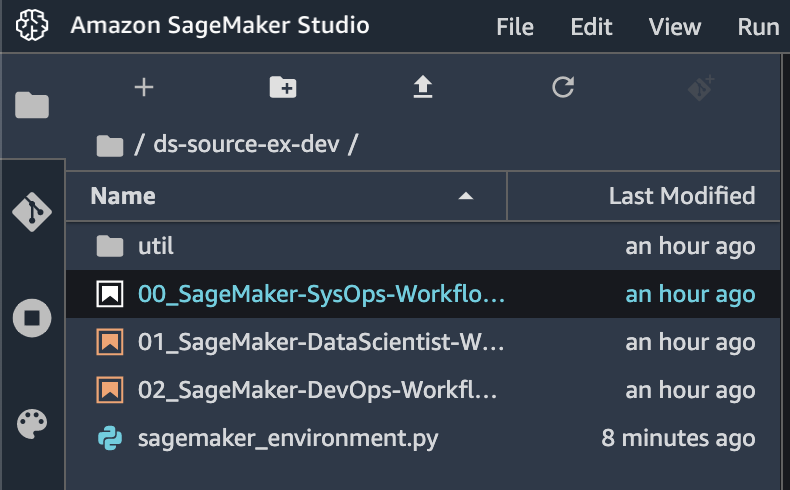 Amazon SageMaker Studio File Edit View Run
/ ds-source-ex-dev /
Name Last Modified
util an hour ago
00_SageMaker-SysOps-Workflo... an hour ago
01_SageMaker-DataScientist-W... an hour ago
02_SageMaker-DevOps-Workfl... an hour ago
sagemaker_environment.py 8 minutes ago